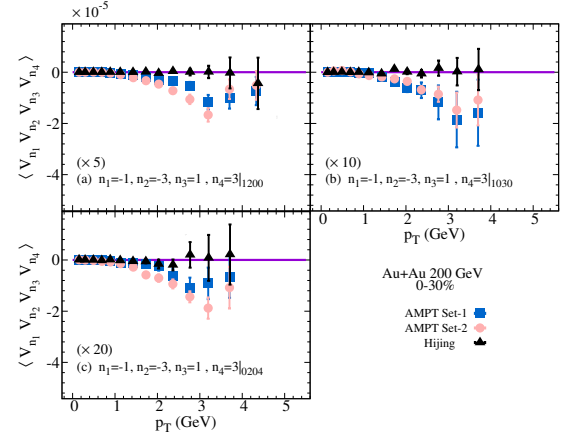 × 10⁻⁵
0
−2
−4
⟨ V_{n₁} V_{n₂} V_{n₃} V_{n₄} ⟩
(× 5)
(a) n₁=-1, n₂=-3, n₃=1 , n₄=3|₁₂₀₀
(× 10)
(b) n₁=-1, n₂=-3, n₃=1 , n₄=3|₁₀₃₀
0 1 2 3 4 5
p_T (GeV)
0
−2
−4
⟨ V_{n₁} V_{n₂} V_{n₃} V_{n₄} ⟩
(× 20)
(c) n₁=-1, n₂=-3, n₃=1 , n₄=3|₀₂₀₄
0 1 2 3 4 5
p_T (GeV)
Au+Au 200 GeV
0-30%
AMPT Set-1
AMPT Set-2
Hijing